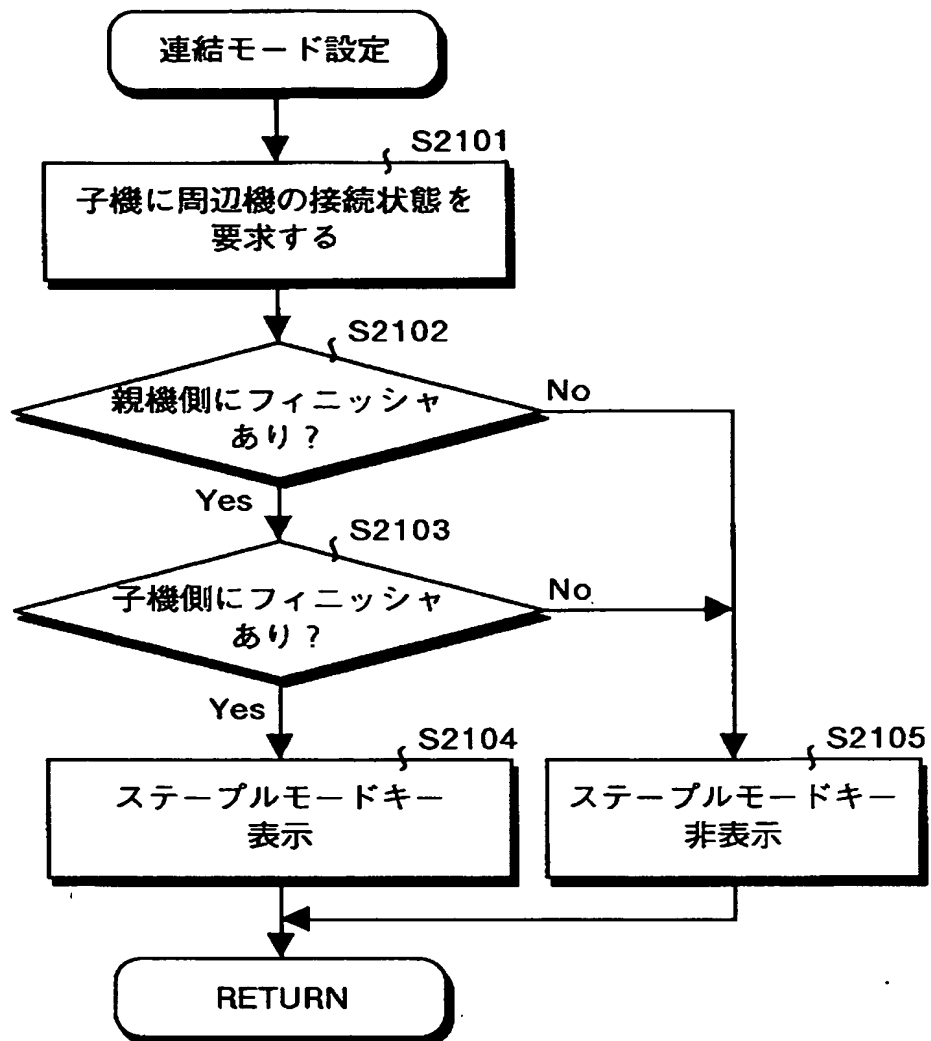 連結モード設定
S2101
子機に周辺機の接続状態を
要求する
S2102
親機側にフィニッシャ
あり?
No
Yes
S2103
子機側にフィニッシャ
あり?
No
Yes
S2104
ステープルモードキー
表示
S2105
ステープルモードキー
非表示
RETURN